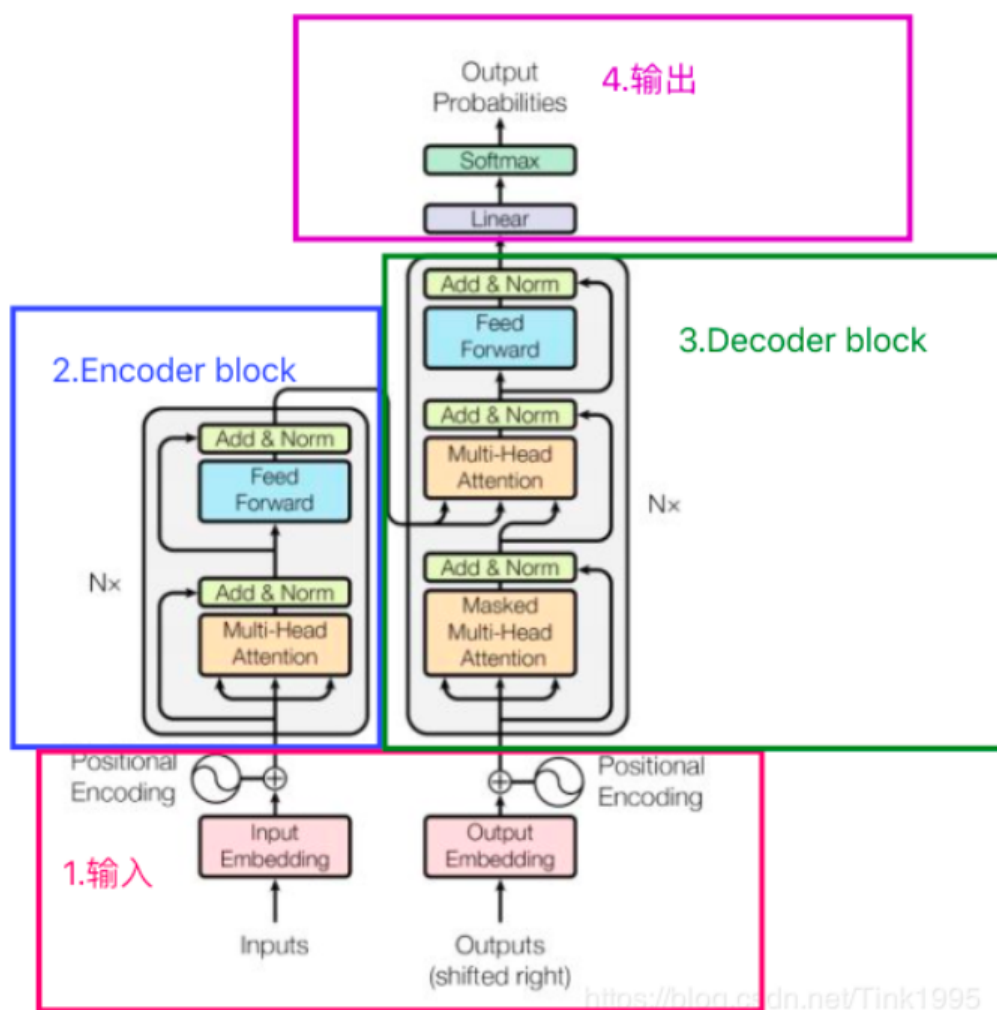 4.输出
Output
Probabilities
Softmax
Linear
3.Decoder block
Add & Norm
Feed
Forward
Add & Norm
Multi-Head
Attention
Nx
Add & Norm
Masked
Multi-Head
Attention
2.Encoder block
Add & Norm
Feed
Forward
Nx
Add & Norm
Multi-Head
Attention
Positional
Encoding
Positional
Encoding
Input
Embedding
Output
Embedding
1.输入
Inputs
Outputs
(shifted right)
https://blog.csdn.net/Tink1995